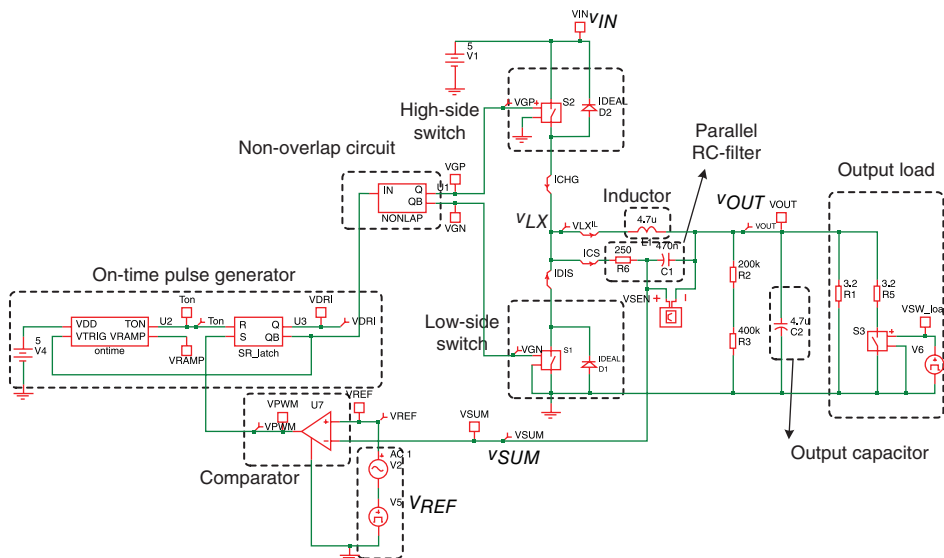 VIN
vIN
5
V1
High-side
switch
VGP
+
S2
IDEAL
D2
Non-overlap circuit
VGP
IN
Q
U1
QB
NONLAP
VGN
ICHG
Parallel
RC-filter
Inductor
vLX
VLX
IL
4.7u
L1
vOUT
VOUT
VOUT
Output load
ICS
250
R6
470n
C1
IDIS
VSEN
+
200k
R2
400k
R3
4.7u
C2
3.2
R1
3.2
R5
S3
+
VSW_loa
V6
On-time pulse generator
Ton
VDRI
VDD
TON
U2
Ton
R
Q
U3
VDRI
VTRIG
VRAMP
S
QB
5
V4
ontime
VRAMP
SR_latch
Low-side
switch
VGN
S1
IDEAL
D1
VPWM
U7
VREF
VREF
VSUM
VPWM
+
−
VSUM
vSUM
Comparator
AC 1
V2
V5
VREF
Output capacitor